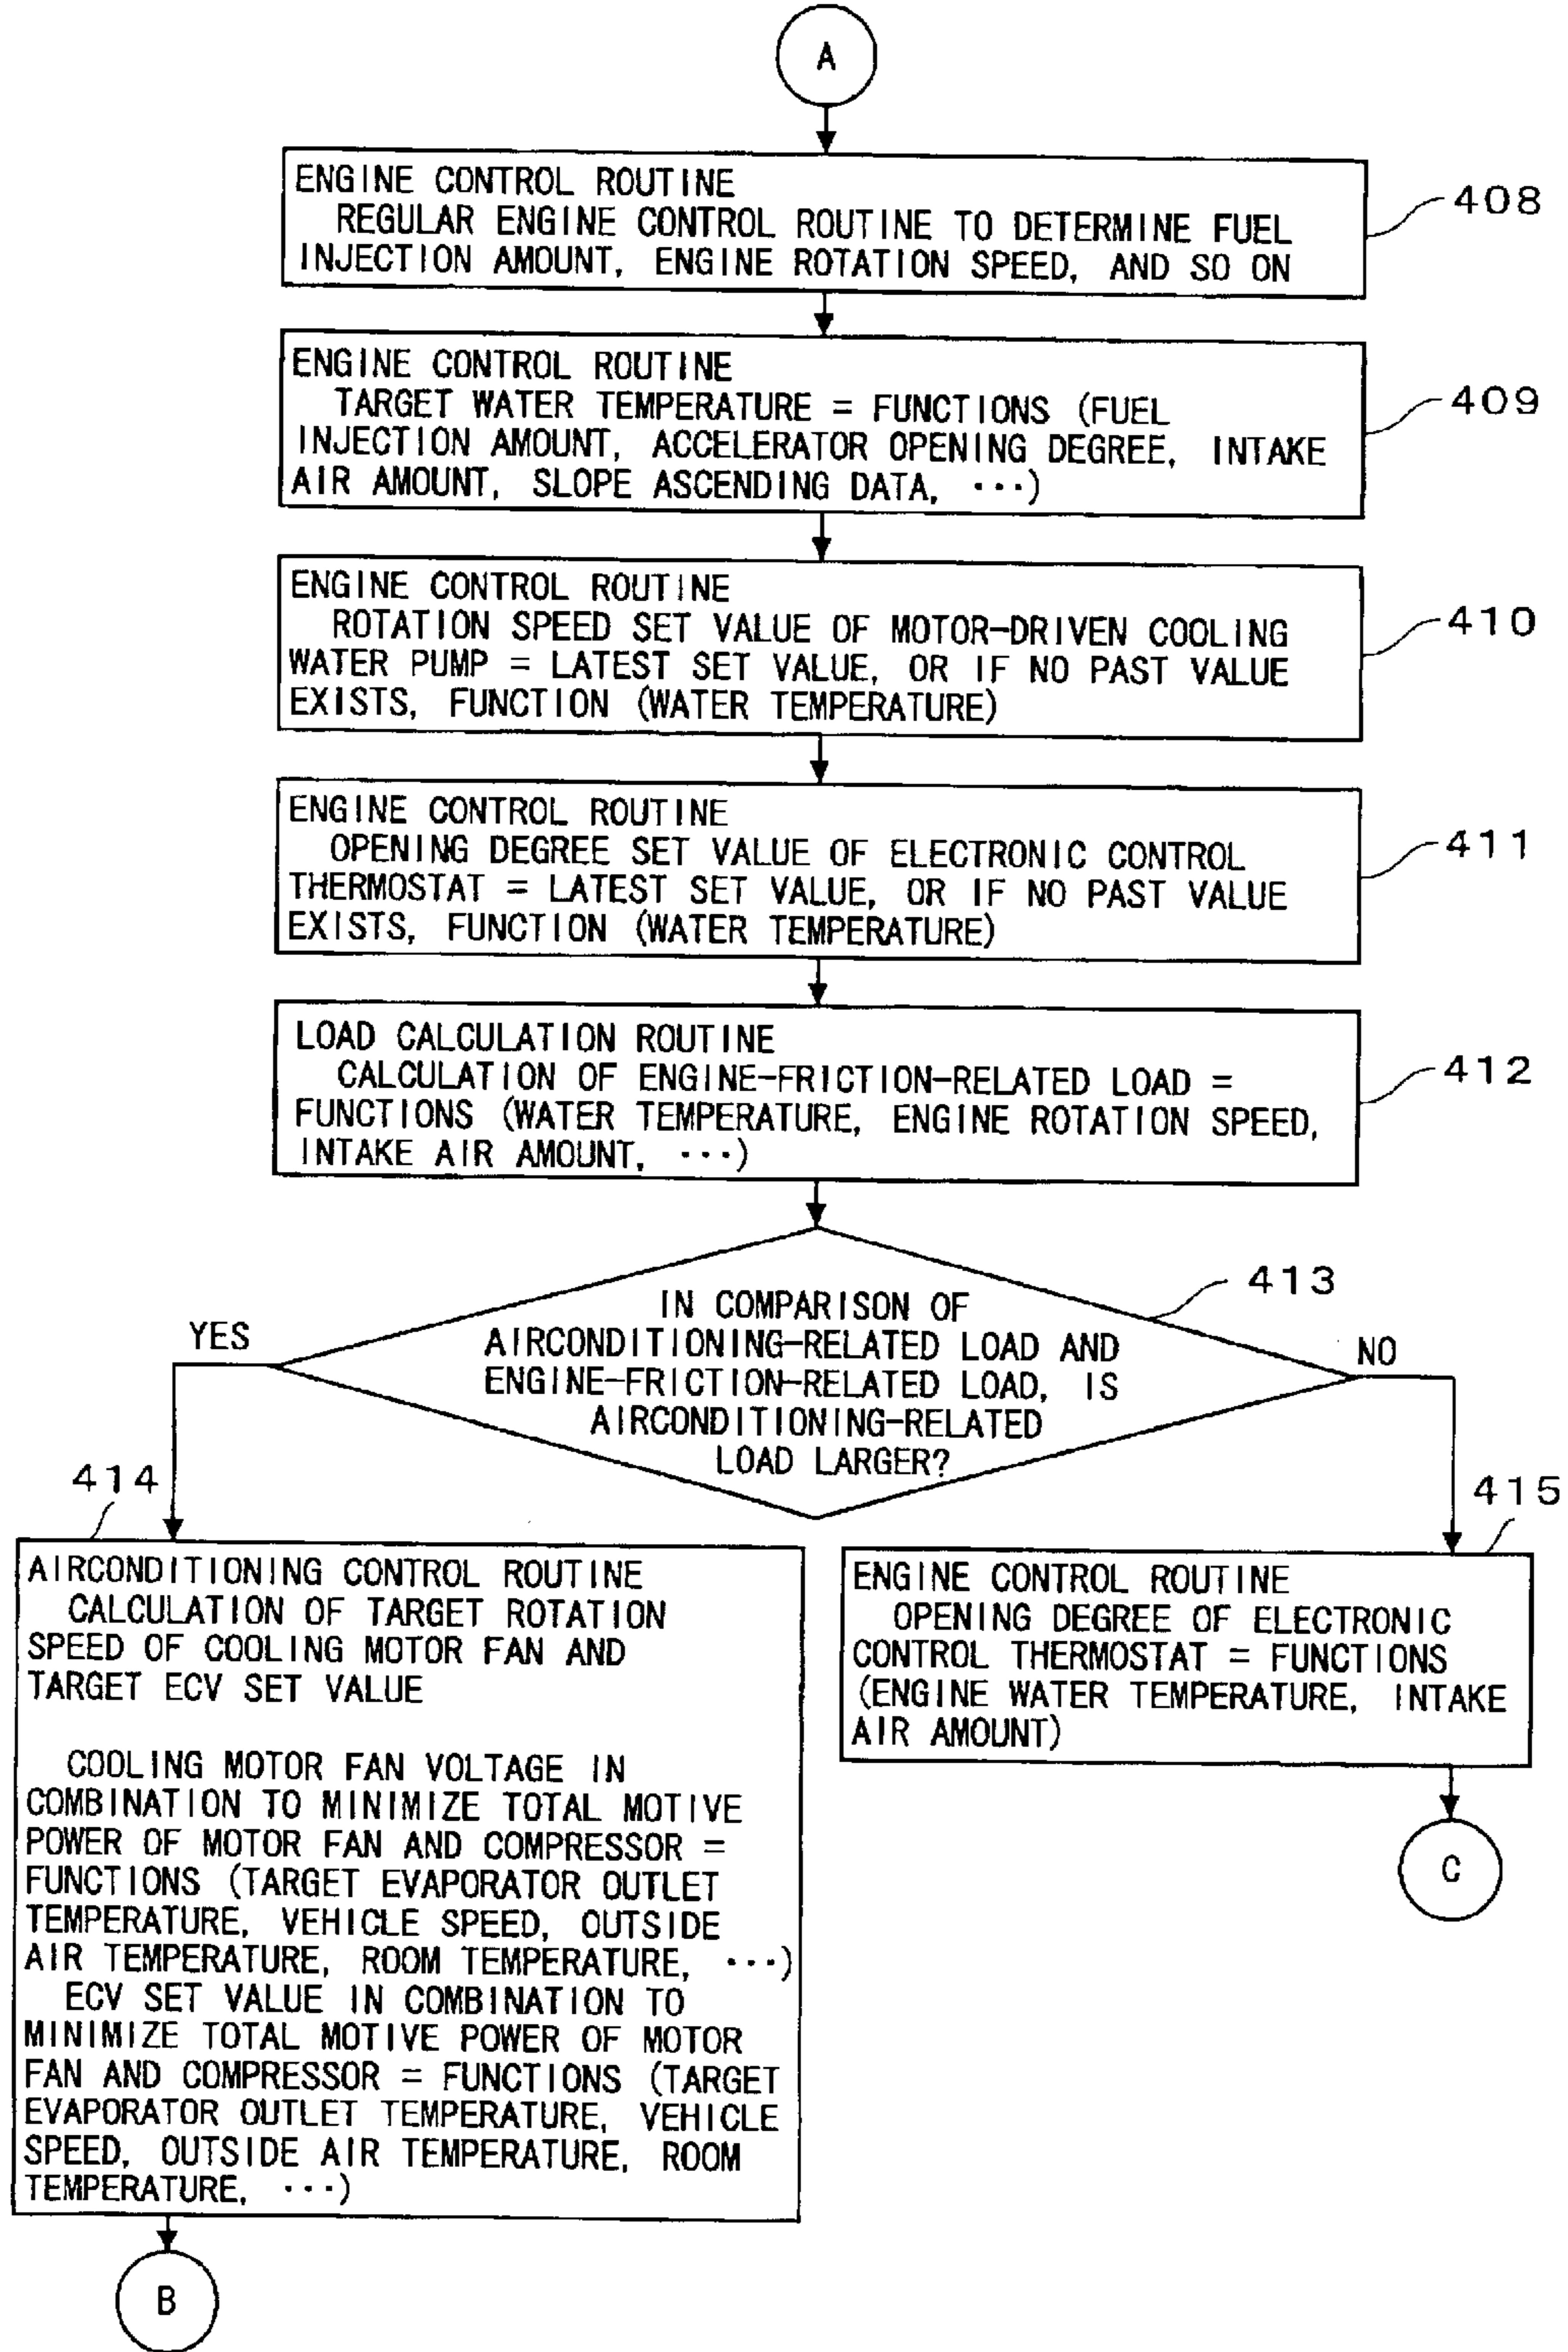 A
ENGINE CONTROL ROUTINE
REGULAR ENGINE CONTROL ROUTINE TO DETERMINE FUEL
INJECTION AMOUNT, ENGINE ROTATION SPEED, AND SO ON
408
ENGINE CONTROL ROUTINE
TARGET WATER TEMPERATURE = FUNCTIONS (FUEL
INJECTION AMOUNT, ACCELERATOR OPENING DEGREE, INTAKE
AIR AMOUNT, SLOPE ASCENDING DATA, ···)
409
ENGINE CONTROL ROUTINE
ROTATION SPEED SET VALUE OF MOTOR-DRIVEN COOLING
WATER PUMP = LATEST SET VALUE, OR IF NO PAST VALUE
EXISTS, FUNCTION (WATER TEMPERATURE)
410
ENGINE CONTROL ROUTINE
OPENING DEGREE SET VALUE OF ELECTRONIC CONTROL
THERMOSTAT = LATEST SET VALUE, OR IF NO PAST VALUE
EXISTS, FUNCTION (WATER TEMPERATURE)
411
LOAD CALCULATION ROUTINE
CALCULATION OF ENGINE-FRICTION-RELATED LOAD =
FUNCTIONS (WATER TEMPERATURE, ENGINE ROTATION SPEED,
INTAKE AIR AMOUNT, ···)
412
IN COMPARISON OF
AIRCONDITIONING-RELATED LOAD AND
ENGINE-FRICTION-RELATED LOAD, IS
AIRCONDITIONING-RELATED
LOAD LARGER?
413
YES
NO
414
AIRCONDITIONING CONTROL ROUTINE
CALCULATION OF TARGET ROTATION
SPEED OF COOLING MOTOR FAN AND
TARGET ECV SET VALUE
COOLING MOTOR FAN VOLTAGE IN
COMBINATION TO MINIMIZE TOTAL MOTIVE
POWER OF MOTOR FAN AND COMPRESSOR =
FUNCTIONS (TARGET EVAPORATOR OUTLET
TEMPERATURE, VEHICLE SPEED, OUTSIDE
AIR TEMPERATURE, ROOM TEMPERATURE, ···)
ECV SET VALUE IN COMBINATION TO
MINIMIZE TOTAL MOTIVE POWER OF MOTOR
FAN AND COMPRESSOR = FUNCTIONS (TARGET
EVAPORATOR OUTLET TEMPERATURE, VEHICLE
SPEED, OUTSIDE AIR TEMPERATURE, ROOM
TEMPERATURE, ···)
B
415
ENGINE CONTROL ROUTINE
OPENING DEGREE OF ELECTRONIC
CONTROL THERMOSTAT = FUNCTIONS
(ENGINE WATER TEMPERATURE, INTAKE
AIR AMOUNT)
C